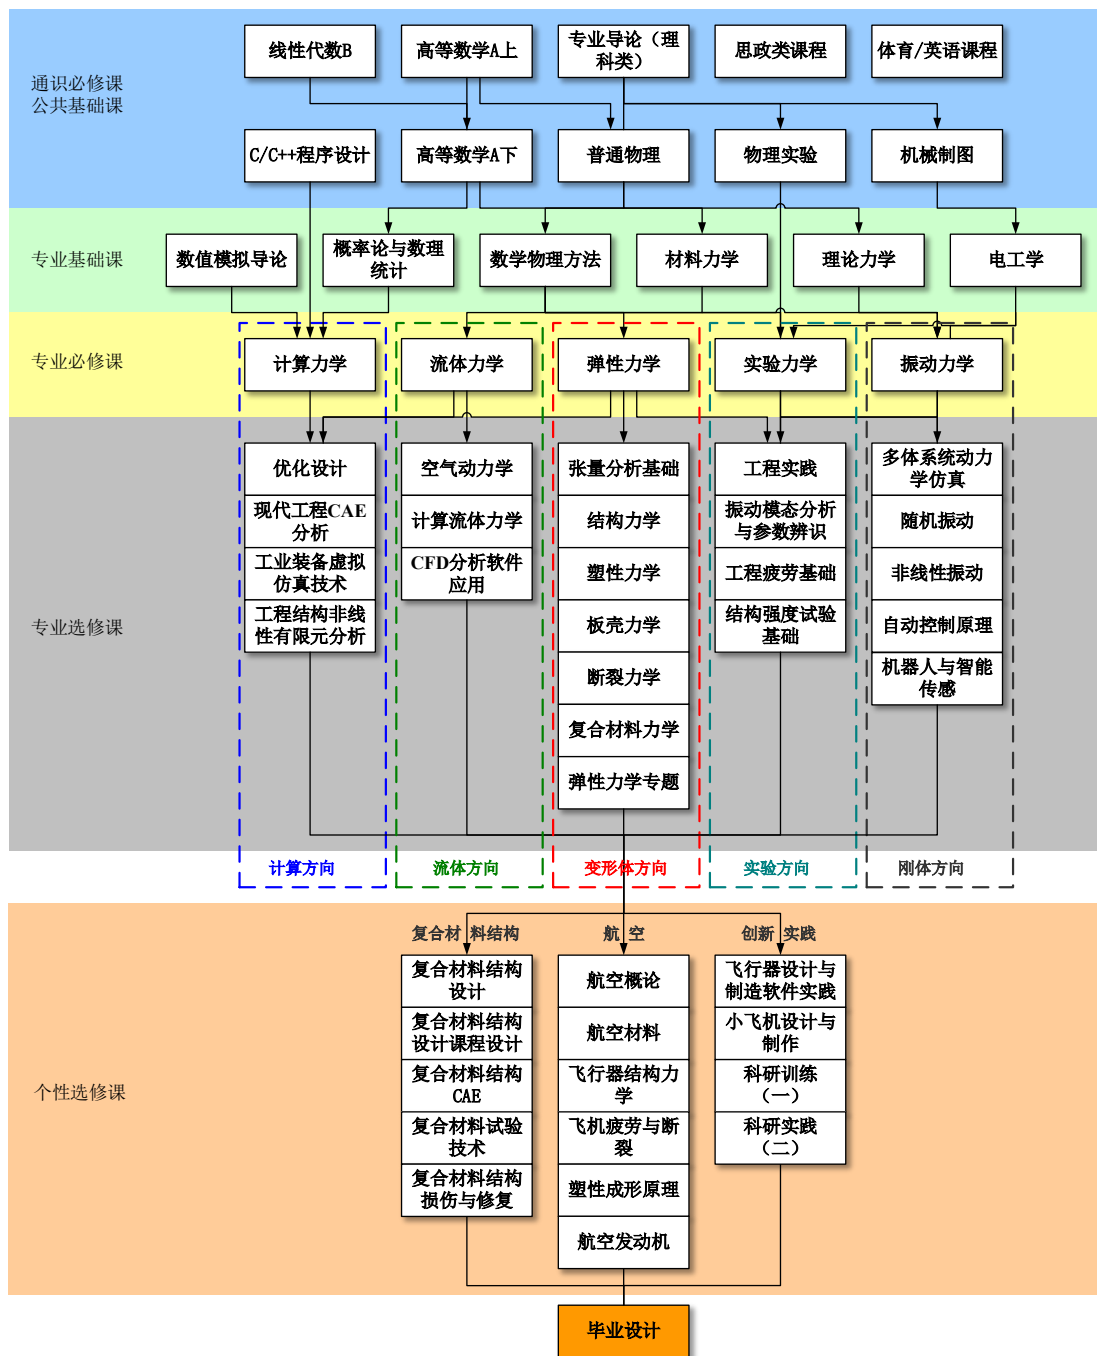 线性代数B
高等数学A上
专业导论（理
科类）
思政类课程
体育/英语课程
通识必修课
公共基础课
C/C++程序设计
高等数学A下
普通物理
物理实验
机械制图
专业基础课
数值模拟导论
概率论与数理
统计
数学物理方法
材料力学
理论力学
电工学
专业必修课
计算力学
流体力学
弹性力学
实验力学
振动力学
专业选修课
优化设计
现代工程CAE
分析
工业装备虚拟
仿真技术
工程结构非线
性有限元分析
空气动力学
计算流体力学
CFD分析软件
应用
张量分析基础
结构力学
塑性力学
板壳力学
断裂力学
复合材料力学
弹性力学专题
工程实践
振动模态分析
与参数辨识
工程疲劳基础
结构强度试验
基础
多体系统动力
学仿真
随机振动
非线性振动
自动控制原理
机器人与智能
传感
计算方向
流体方向
变形体方向
实验方向
刚体方向
个性选修课
复合材料结构
复合材料结构
设计
复合材料结构
设计课程设计
复合材料结构
CAE
复合材料试验
技术
复合材料结构
损伤与修复
航 空
航空概论
航空材料
飞行器结构力
学
飞机疲劳与断
裂
塑性成形原理
航空发动机
创新 实践
飞行器设计与
制造软件实践
小飞机设计与
制作
科研训练
（一）
科研实践
（二）
毕业设计